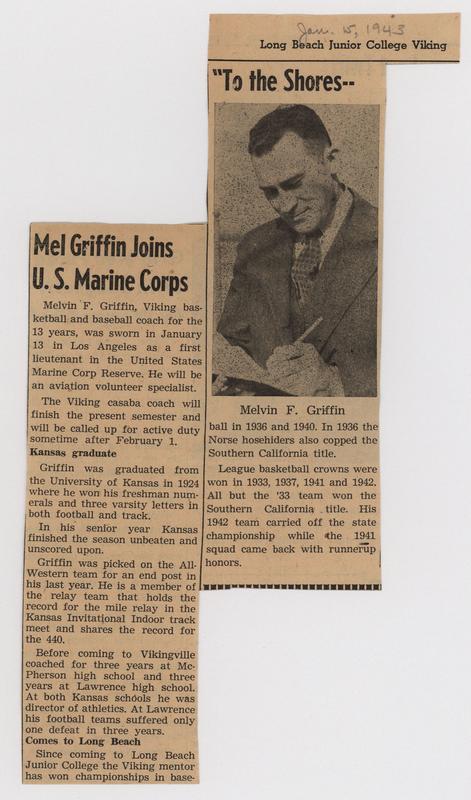 Jan. 15, 1943
Long Beach Junior College Viking
"To the Shores--
Mel Griffin Joins
U. S. Marine Corps
Melvin F. Griffin, Viking bas-
ketball and baseball coach for the
13 years, was sworn in January
13 in Los Angeles as a first
lieutenant in the United States
Marine Corp Reserve. He will be
an aviation volunteer specialist.
The Viking casaba coach will
finish the present semester and
will be called up for active duty
sometime after February 1.
Kansas graduate
Griffin was graduated from
the University of Kansas in 1924
where he won his freshman num-
erals and three varsity letters in
both football and track.
In his senior year Kansas
finished the season unbeaten and
unscored upon.
Griffin was picked on the All-
Western team for an end post in
his last year. He is a member of
the relay team that holds the
record for the mile relay in the
Kansas Invitational Indoor track
meet and shares the record for
the 440.
Before coming to Vikingville
coached for three years at Mc-
Pherson high school and three
years at Lawrence high school.
At both Kansas schools he was
director of athletics. At Lawrence
his football teams suffered only
one defeat in three years.
Comes to Long Beach
Since coming to Long Beach
Junior College the Viking mentor
has won championships in base-
Melvin F. Griffin
ball in 1936 and 1940. In 1936 the
Norse hosehiders also copped the
Southern California title.
League basketball crowns were
won in 1933, 1937, 1941 and 1942.
All but the '33 team won the
Southern California title. His
1942 team carried off the state
championship while the 1941
squad came back with runnerup
honors.